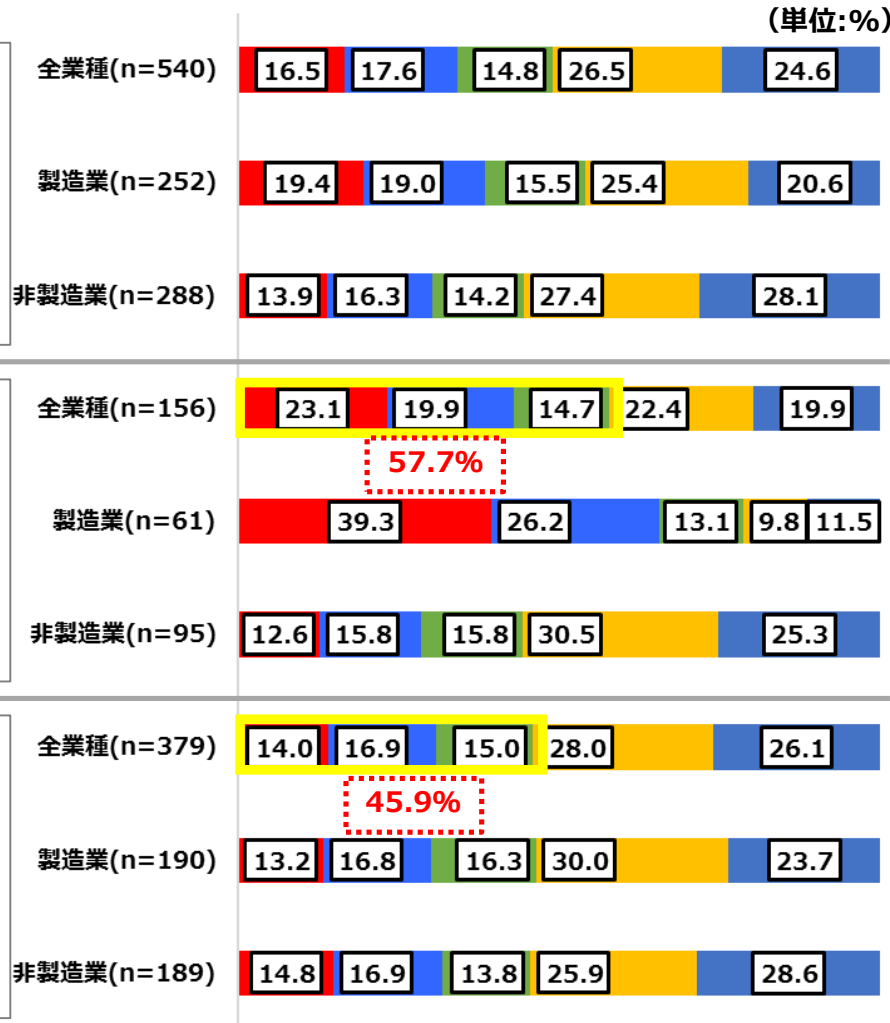 （単位:%）
全業種(n=540) 16.5 17.6 14.8 26.5 24.6
製造業(n=252) 19.4 19.0 15.5 25.4 20.6
非製造業(n=288) 13.9 16.3 14.2 27.4 28.1
全業種(n=156) 23.1 19.9 14.7 22.4 19.9
57.7%
製造業(n=61) 39.3 26.2 13.1 9.8 11.5
非製造業(n=95) 12.6 15.8 15.8 30.5 25.3
全業種(n=379) 14.0 16.9 15.0 28.0 26.1
45.9%
製造業(n=190) 13.2 16.8 16.3 30.0 23.7
非製造業(n=189) 14.8 16.9 13.8 25.9 28.6